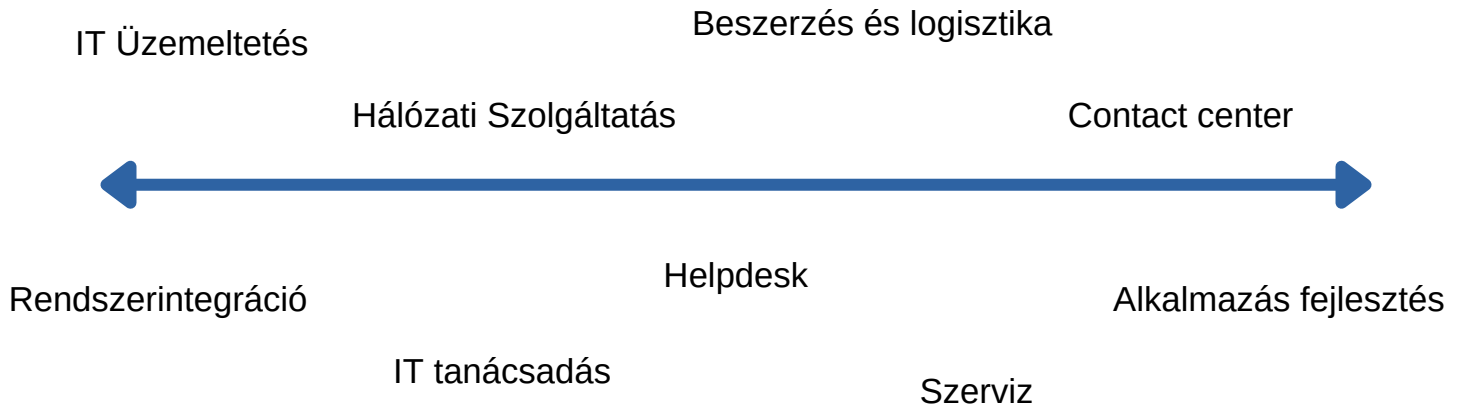 Beszerzés és logisztika
IT Üzemeltetés
Hálózati Szolgáltatás
Contact center
Helpdesk
Rendszerintegráció
Alkalmazás fejlesztés
IT tanácsadás
Szerviz